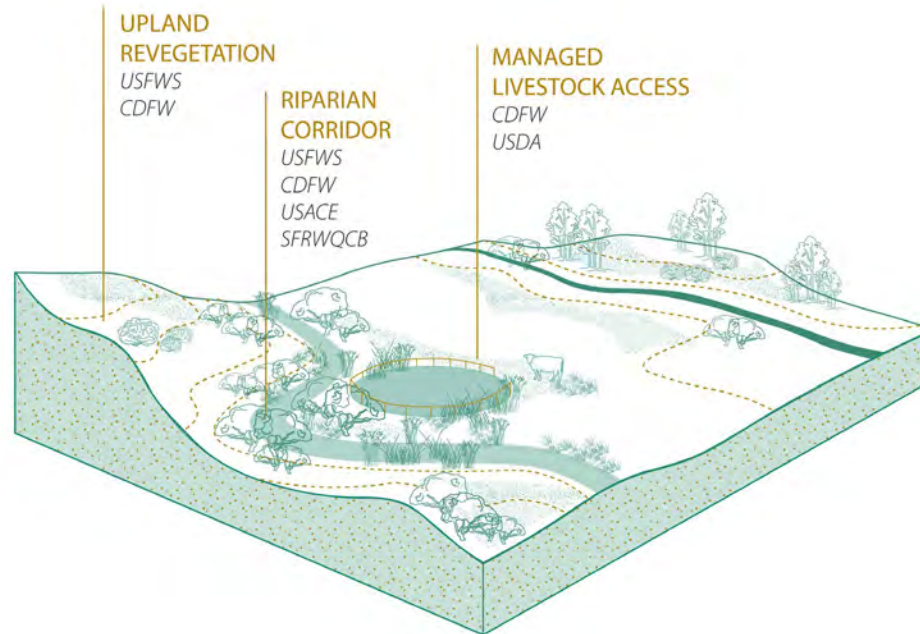 UPLAND
REVEGETATION
USFWS
CDFW
RIPARIAN
CORRIDOR
USFWS
CDFW
USACE
SFRWQCB
MANAGED
LIVESTOCK ACCESS
CDFW
USDA